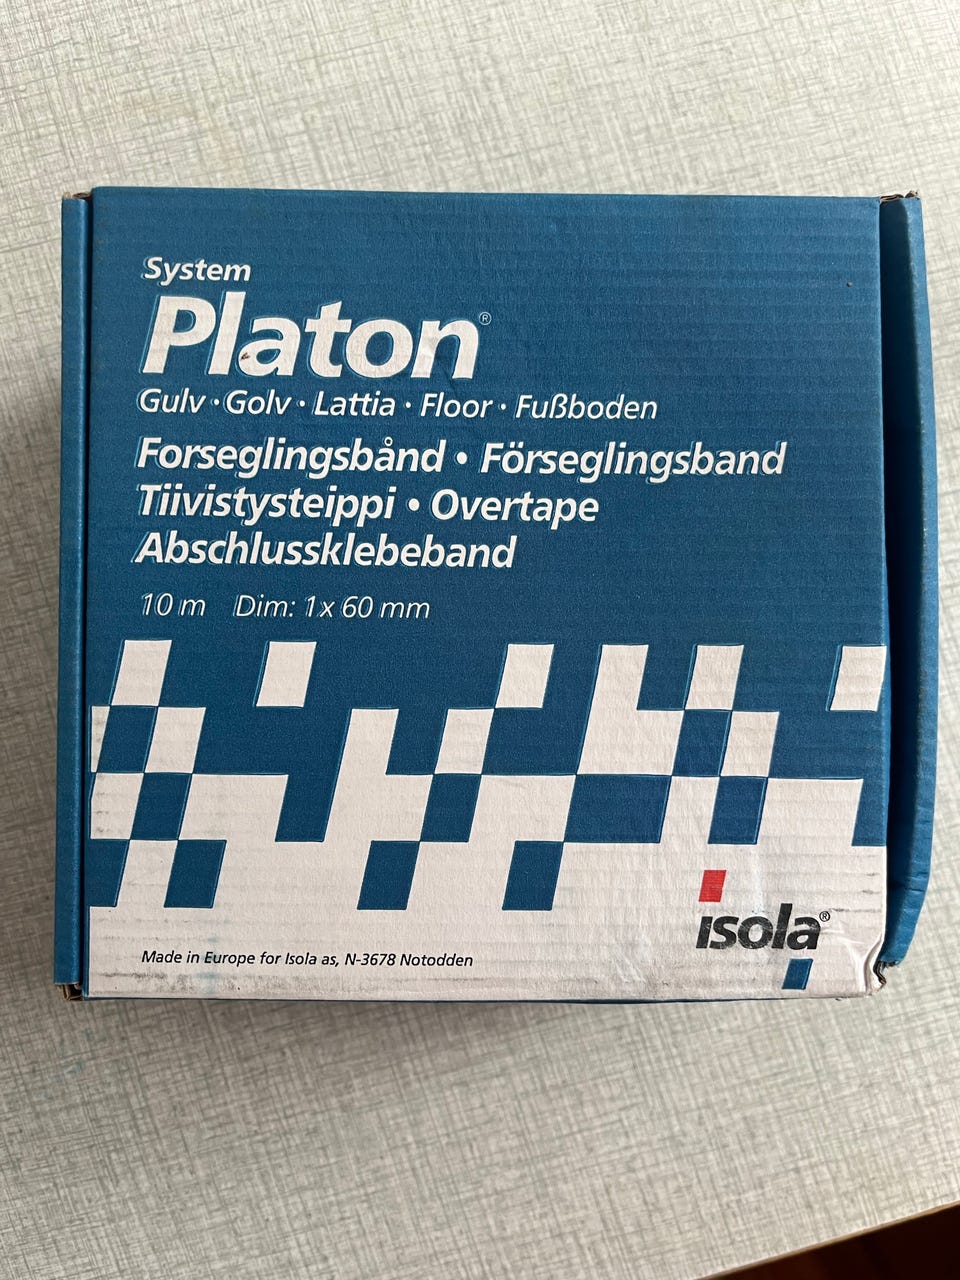 System
Platon®
Gulv · Golv · Lattia · Floor · Fußboden
Forseglingsbånd • Förseglingsband
Tiivistysteippi • Overtape
Abschlussklebeband
10 m Dim: 1 x 60 mm
isola®
Made in Europe for Isola as, N-3678 Notodden